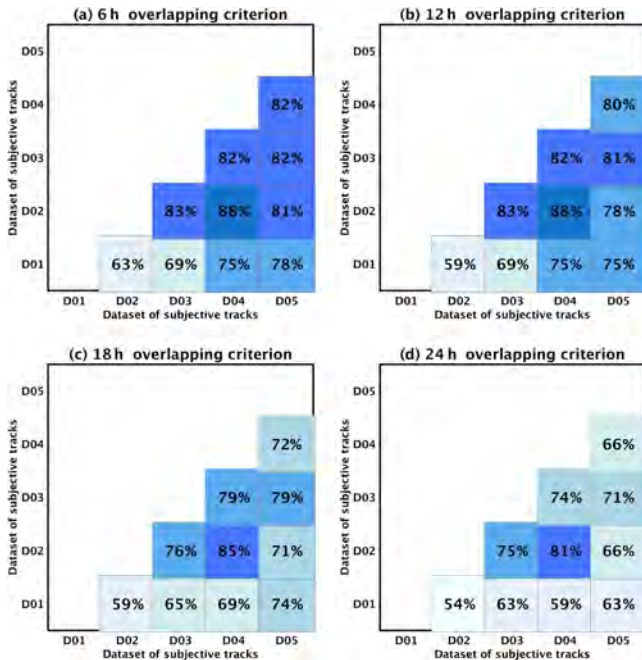 (a) 6 h overlapping criterion
(b) 12 h overlapping criterion
Dataset of subjective tracks
D05
D04 82%
D03 82% 82%
D02 83% 88% 81%
D01 63% 69% 75% 78%
D01 D02 D03 D04 D05
Dataset of subjective tracks
Dataset of subjective tracks
D05
D04 80%
D03 82% 81%
D02 83% 88% 78%
D01 59% 69% 75% 75%
D01 D02 D03 D04 D05
Dataset of subjective tracks
(c) 18 h overlapping criterion
(d) 24 h overlapping criterion
Dataset of subjective tracks
D05
D04 72%
D03 79% 79%
D02 76% 85% 71%
D01 59% 65% 69% 74%
D01 D02 D03 D04 D05
Dataset of subjective tracks
Dataset of subjective tracks
D05
D04 66%
D03 74% 71%
D02 75% 81% 66%
D01 54% 63% 59% 63%
D01 D02 D03 D04 D05
Dataset of subjective tracks